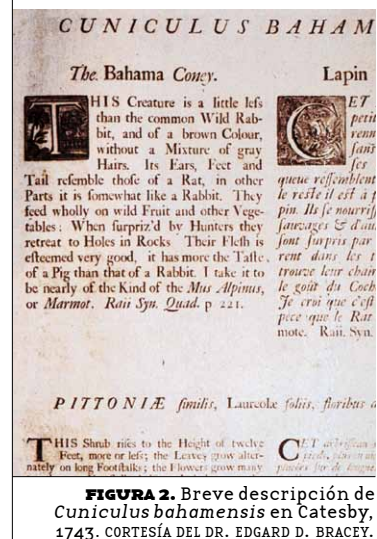 CUNICULUS BAHAM
The Bahama Coney.
THIS Creature is a little leſs
than the common Wild Rab-
bit, and of a brown Colour,
without a Mixture of gray
Hairs. Its Ears, Feet and
Tail reſemble thoſe of a Rat, in other
Parts it is ſomewhat like a Rabbit. They
feed wholly on wild Fruit and other Vege-
tables: When ſurpriz'd by Hunters they
retreat to Holes in Rocks Their Fleſh is
eſteemed very good, it has more the Taſte,
of a Pig than that of a Rabbit. I take it to
be nearly of the Kind of the Mus Alpinus,
or Marmot. Raii Syn. Quad. p 221.
Lapin
CET
petit
renn
ſans
ſes
queue reſſemblent
le reſte il eſt à p
pin. Ils ſe nourriſſ
ſauvages & d'au
ſont ſurpris par
rent dans les t
trouve leur chair
le goût du Coch
Je croi que c'eſt
pece que le Rat
mote. Raii. Syn.
PITTONIÆ ſimilis, Laureolæ foliis, floribus a
THIS Shrub riſes to the Height of twelve
Feet, more or leſs; the Leaves grow alter-
nately on long Footſtalks; the Flowers grow many
CET
FIGURA 2. Breve descripción de
Cuniculus bahamensis en Catesby,
1743. CORTESÍA DEL DR. EDGARD D. BRACEY.